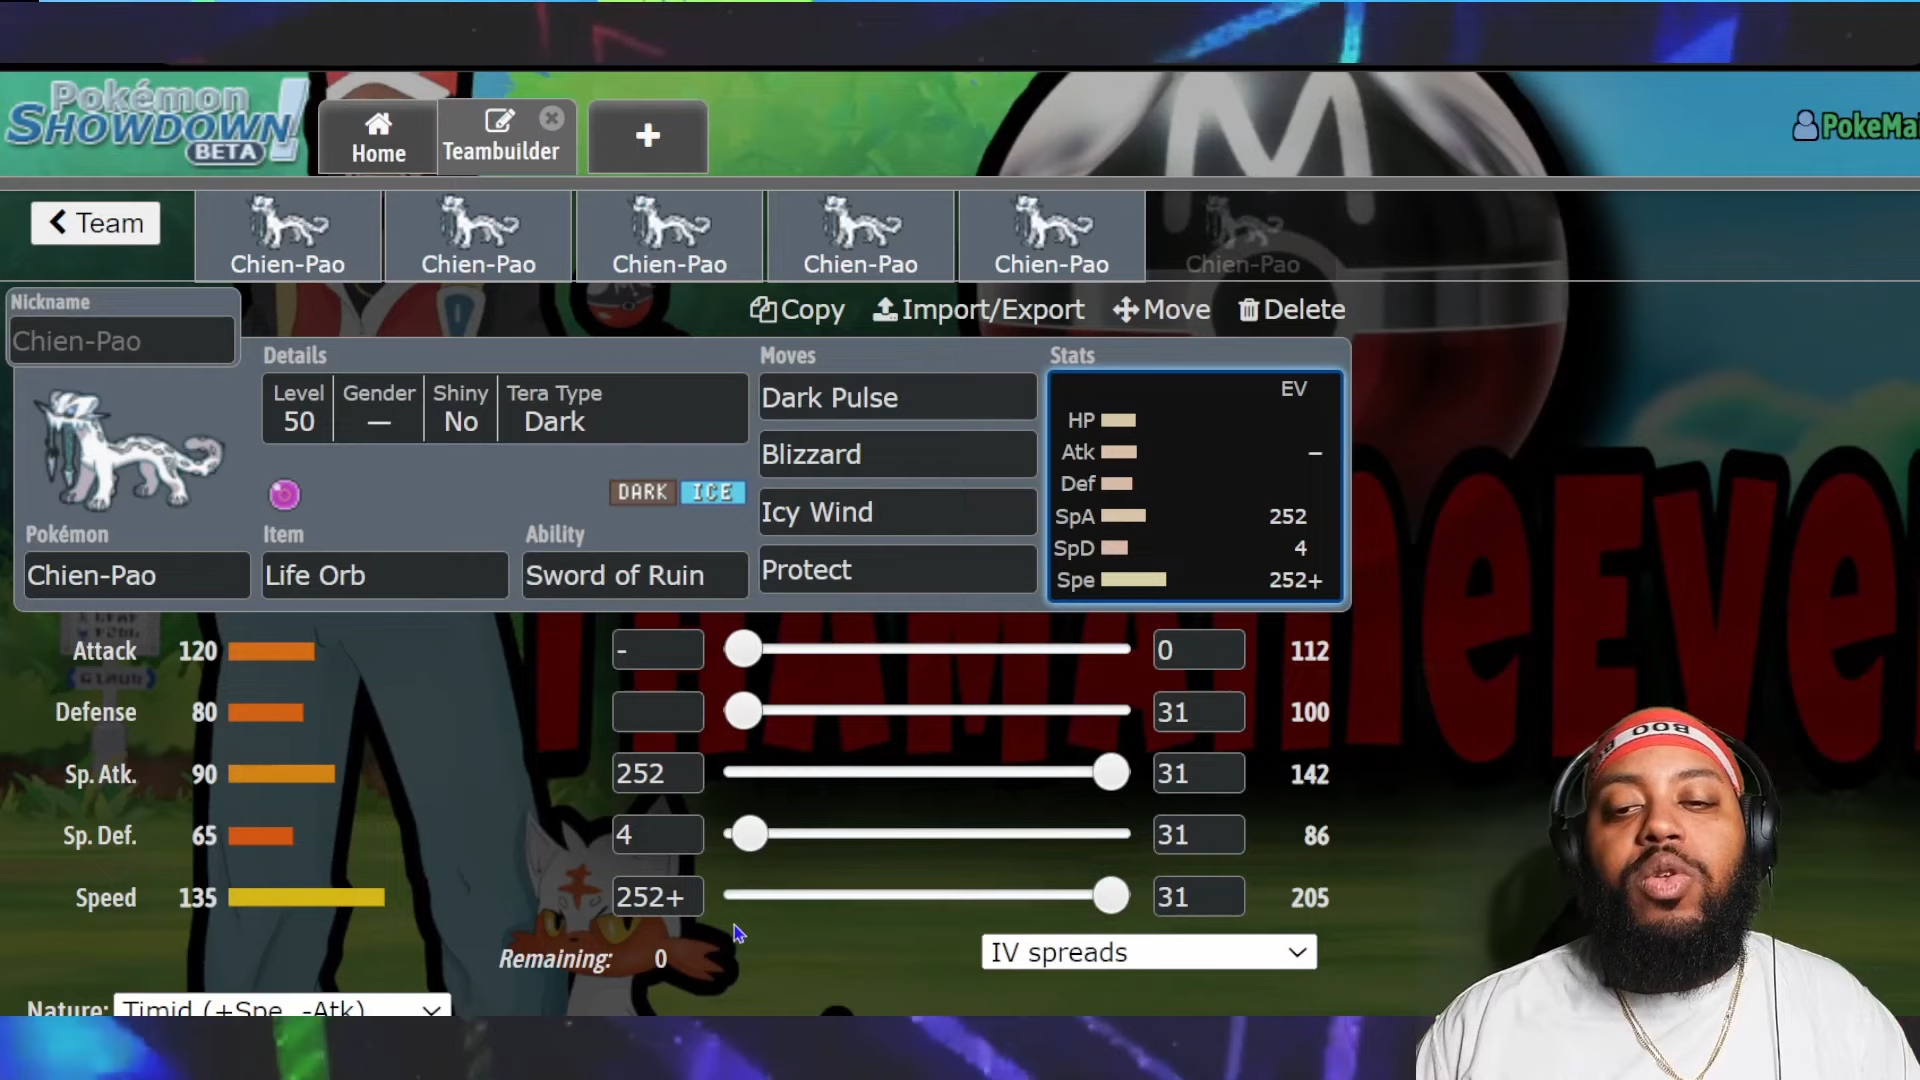 Pokémon
SHOWDOWN!
BETA
Home
Teambuilder
PokeMa
Team
Chien-Pao
Chien-Pao
Chien-Pao
Chien-Pao
Chien-Pao
Chien-Pao
Copy
Import/Export
Move
Delete
Nickname
Chien-Pao
Details
Level
50
Gender
—
Shiny
No
Tera Type
Dark
DARK
ICE
Pokémon
Chien-Pao
Item
Life Orb
Ability
Sword of Ruin
Moves
Dark Pulse
Blizzard
Icy Wind
Protect
Stats
EV
HP
Atk –
Def
SpA 252
SpD 4
Spe 252+
Attack 120 - 0 112
Defense 80 31 100
Sp. Atk. 90 252 31 142
Sp. Def. 65 4 31 86
Speed 135 252+ 31 205
Remaining: 0
IV spreads
Nature: Timid (+Spe, -Atk)
M
BOO